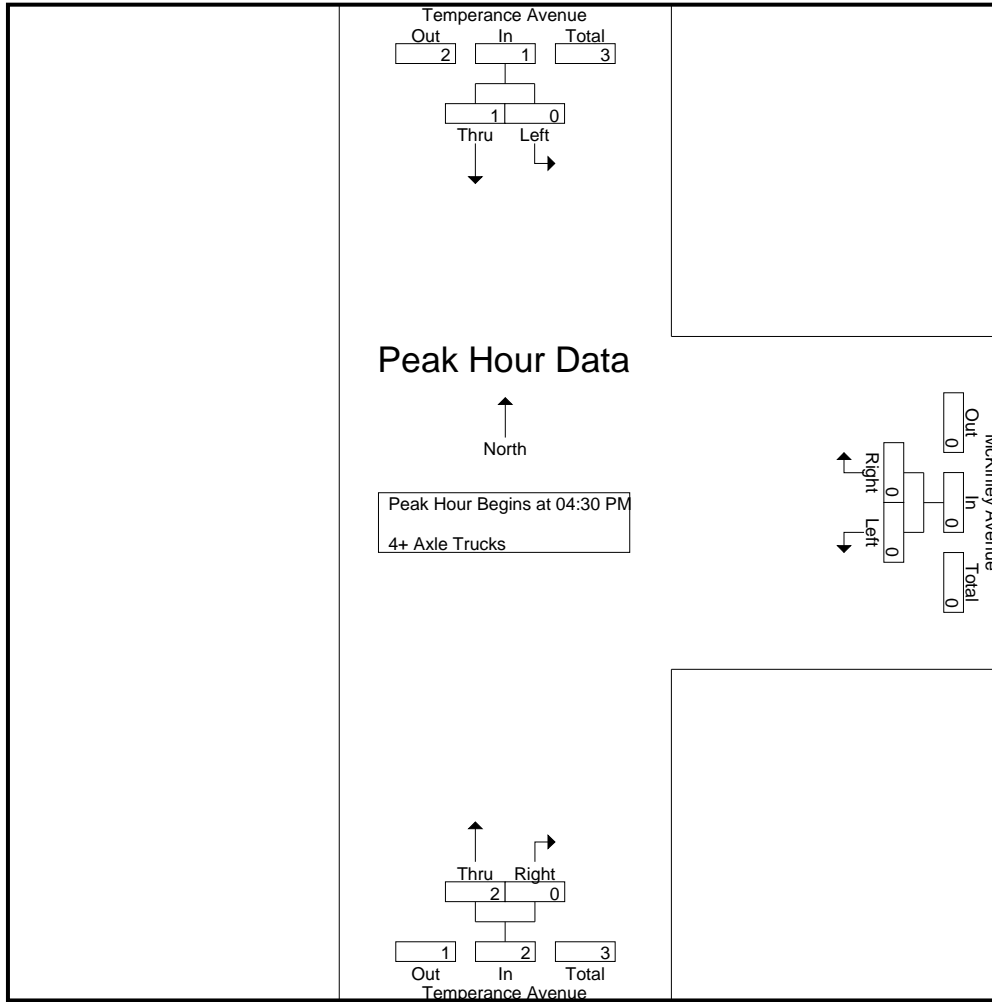 Temperance Avenue
Out In Total
2 1 3
1 0
Thru Left
Peak Hour Data
North
Peak Hour Begins at 04:30 PM
4+ Axle Trucks
McKinley Avenue
Out In Total
0 0 0
0 0
Right Left
Thru Right
2 0
1 2 3
Out In Total
Temperance Avenue